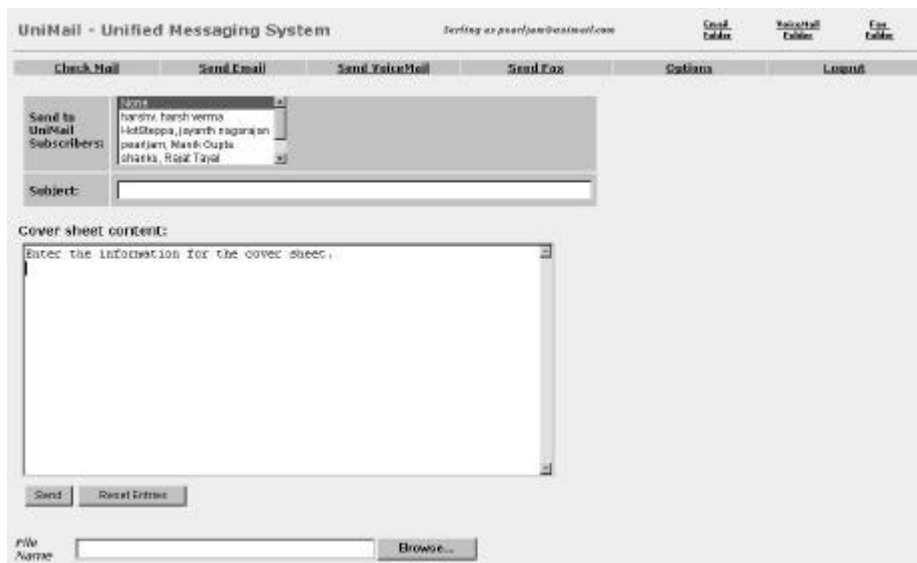 UniMail - Unified Messaging System
Surfing as pearljam@unimail.com
Email Folder
VoiceMail Folder
Fax Folder
Check Mail
Send Email
Send VoiceMail
Send Fax
Options
Logout
Send to
UniMail
Subscribers:
None
harshv, harsh verma
HotSteppa, jayanth nagarajan
pearljam, Manik Gupta
shanks, Rajat Tayal
Subject:
Cover sheet content:
Enter the information for the cover sheet.
Send
Reset Entries
File
Name
Browse...